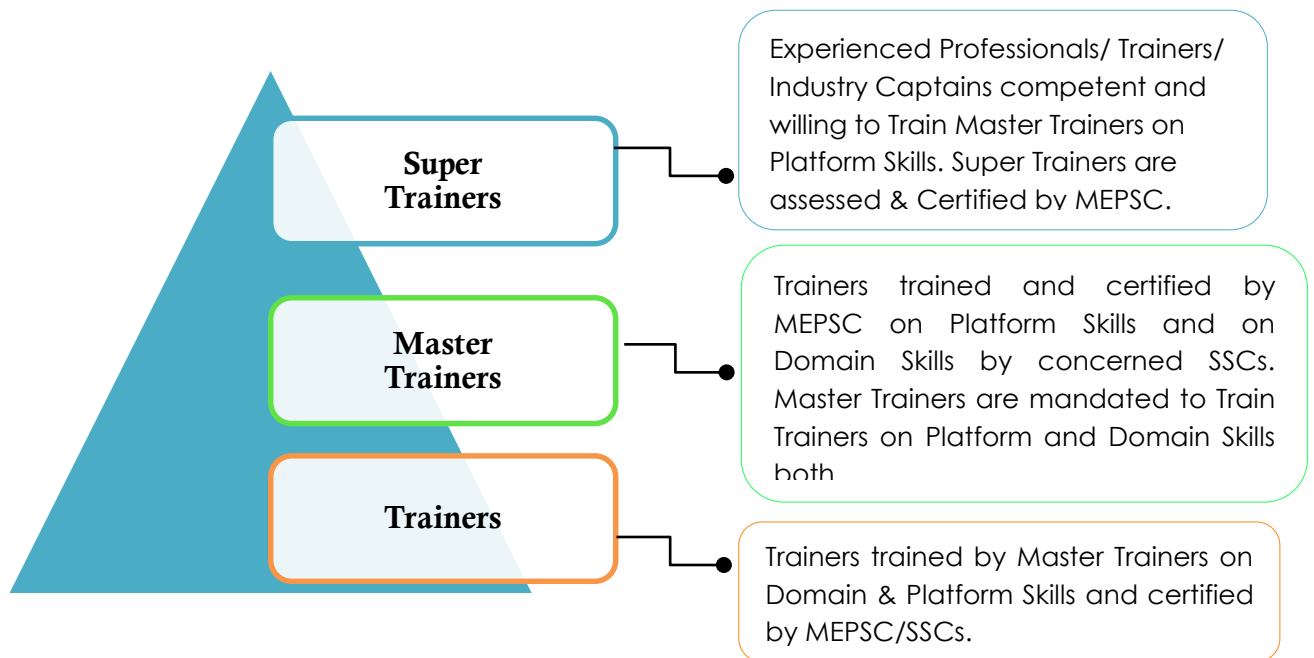 Super
Trainers
Experienced Professionals/ Trainers/
Industry Captains competent and
willing to Train Master Trainers on
Platform Skills. Super Trainers are
assessed & Certified by MEPSC.
Master
Trainers
Trainers trained and certified by
MEPSC on Platform Skills and on
Domain Skills by concerned SSCs.
Master Trainers are mandated to Train
Trainers on Platform and Domain Skills
both
Trainers
Trainers trained by Master Trainers on
Domain & Platform Skills and certified
by MEPSC/SSCs.